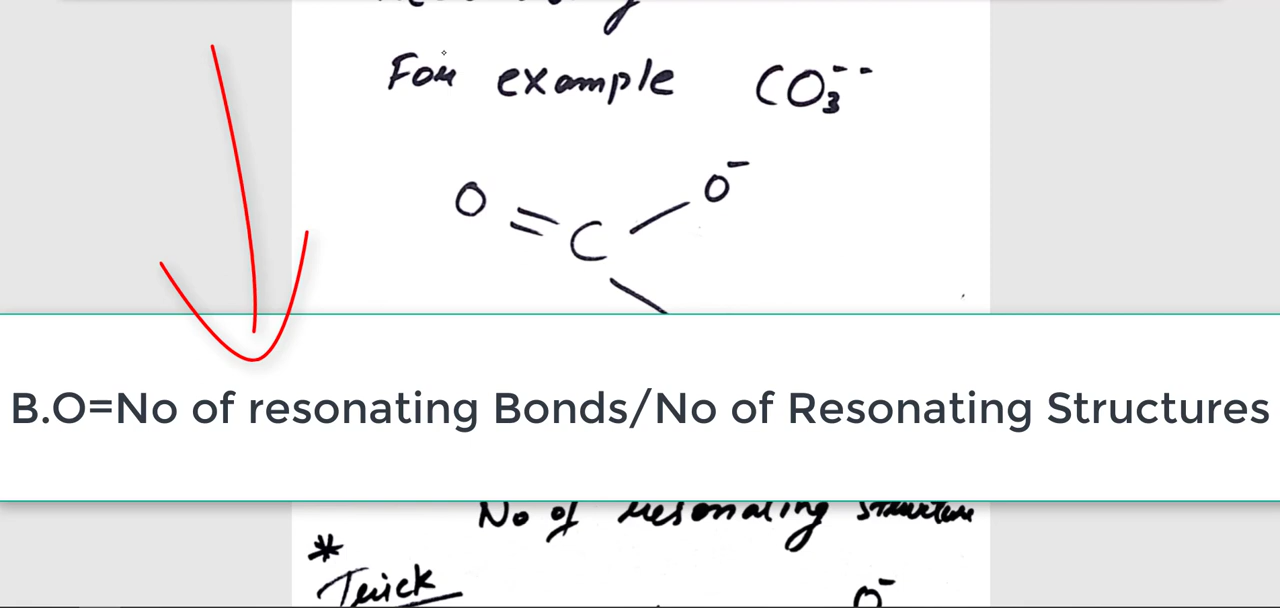 For example CO₃⁻⁻
O⁻
O = C
B.O=No of resonating Bonds/No of Resonating Structures
No of resonating structure
*
Trick
O⁻